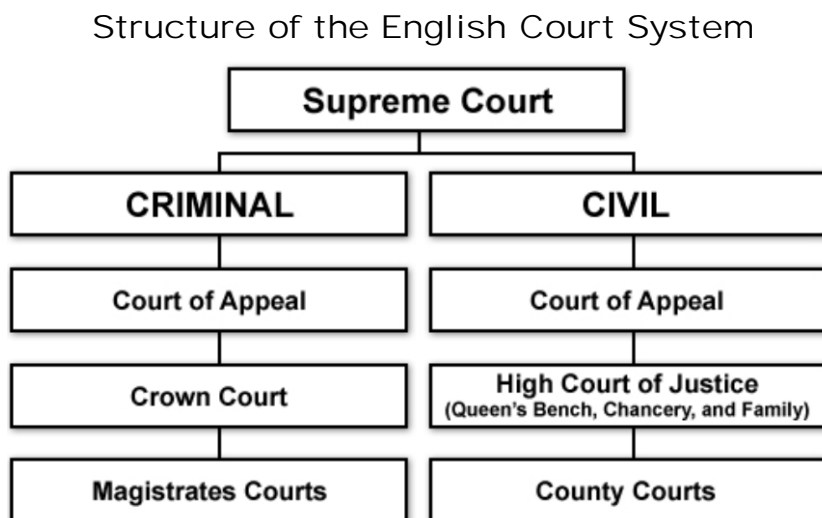 Structure of the English Court System
Supreme Court
CRIMINAL
CIVIL
Court of Appeal
Court of Appeal
Crown Court
High Court of Justice
(Queen's Bench, Chancery, and Family)
Magistrates Courts
County Courts